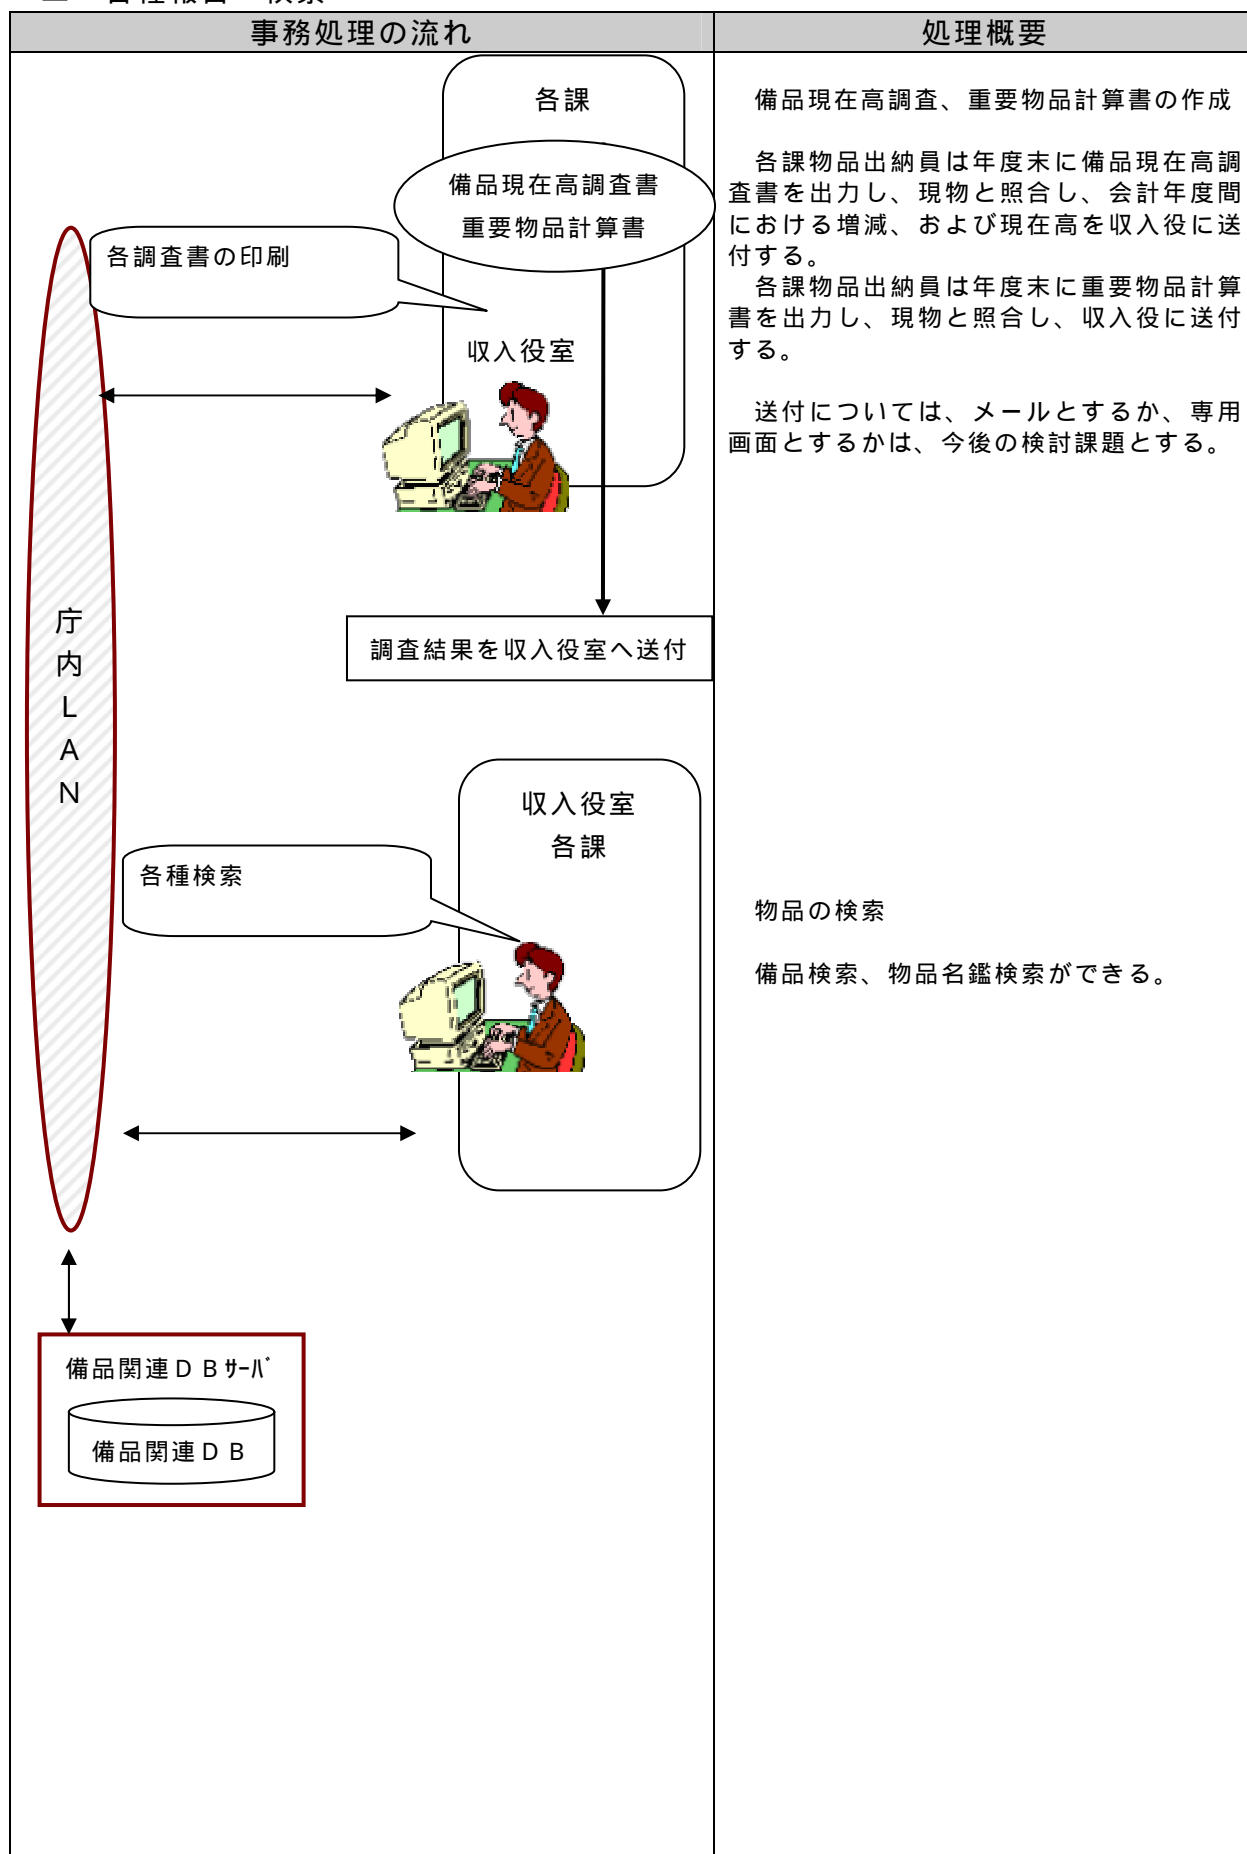 事務処理の流れ
処理概要
各課
備品現在高調査書
重要物品計算書
各調査書の印刷
収入役室
調査結果を収入役室へ送付
庁
内
L
A
N
収入役室
各課
各種検索
備品関連ＤＢｻｰﾊﾞ
備品関連ＤＢ
備品現在高調査、重要物品計算書の作成
各課物品出納員は年度末に備品現在高調
査書を出力し、現物と照合し、会計年度間
における増減、および現在高を収入役に送
付する。
各課物品出納員は年度末に重要物品計算
書を出力し、現物と照合し、収入役に送付
する。
送付については、メールとするか、専用
画面とするかは、今後の検討課題とする。
物品の検索
備品検索、物品名鑑検索ができる。